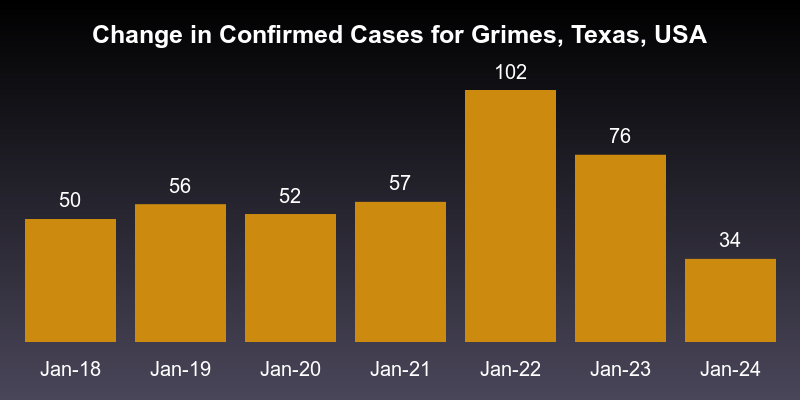 Change in Confirmed Cases for Grimes, Texas, USA
50
56
52
57
102
76
34
Jan-18
Jan-19
Jan-20
Jan-21
Jan-22
Jan-23
Jan-24